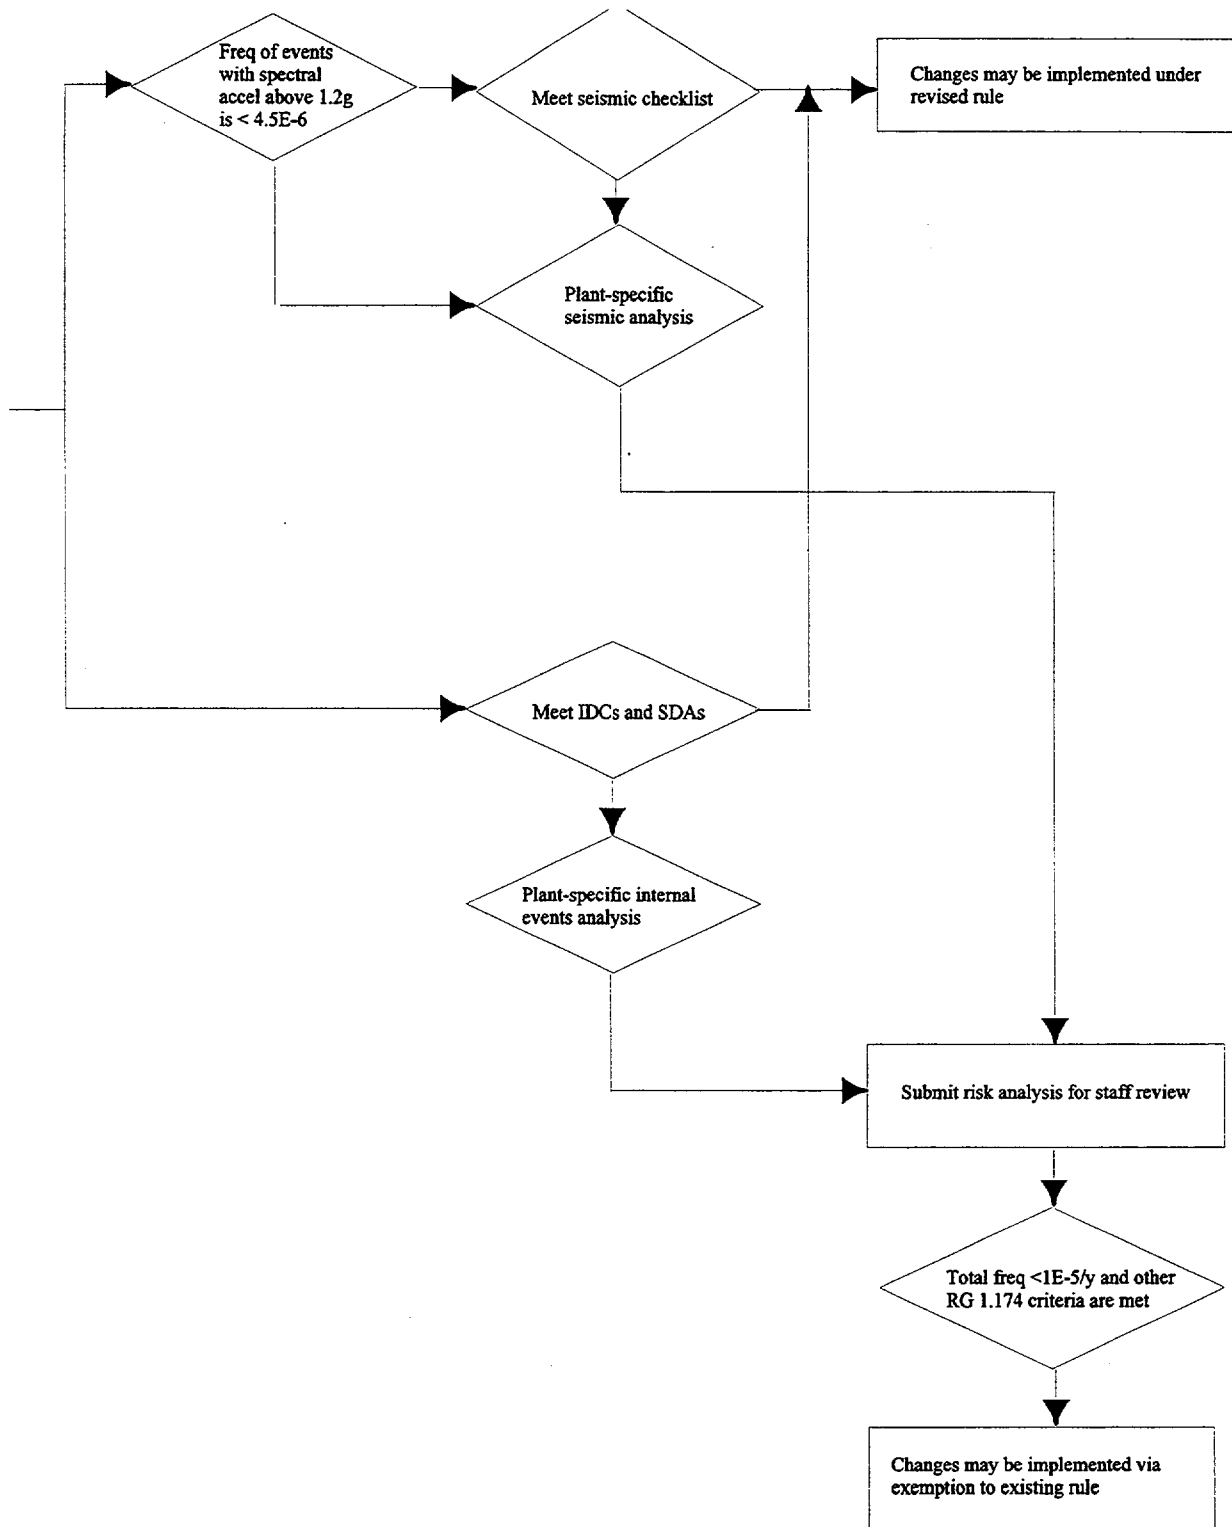 Freq of events
with spectral
accel above 1.2g
is < 4.5E-6
Meet seismic checklist
Changes may be implemented under
revised rule
Plant-specific
seismic analysis
Meet IDCs and SDAs
Plant-specific internal
events analysis
Submit risk analysis for staff review
Total freq <1E-5/y and other
RG 1.174 criteria are met
Changes may be implemented via
exemption to existing rule